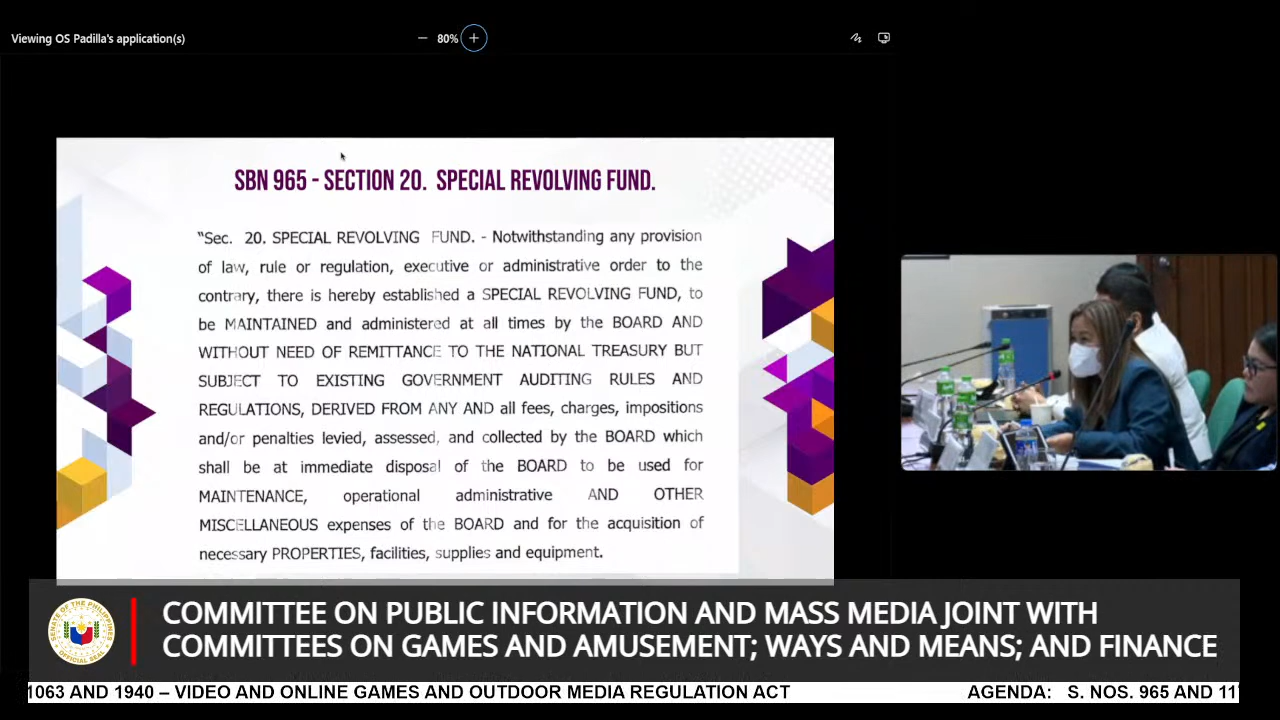 Viewing OS Padilla's application(s)
80%
SBN 965 - SECTION 20. SPECIAL REVOLVING FUND.
"Sec. 20. SPECIAL REVOLVING FUND. - Notwithstanding any provision
of law, rule or regulation, executive or administrative order to the
contrary, there is hereby established a SPECIAL REVOLVING FUND, to
be MAINTAINED and administered at all times by the BOARD AND
WITHOUT NEED OF REMITTANCE TO THE NATIONAL TREASURY BUT
SUBJECT TO EXISTING GOVERNMENT AUDITING RULES AND
REGULATIONS, DERIVED FROM ANY AND all fees, charges, impositions
and/or penalties levied, assessed, and collected by the BOARD which
shall be at immediate disposal of the BOARD to be used for
MAINTENANCE, operational administrative AND OTHER
MISCELLANEOUS expenses of the BOARD and for the acquisition of
necessary PROPERTIES, facilities, supplies and equipment.
SENATE OF THE PHILIPPINES
OFFICIAL SEAL
COMMITTEE ON PUBLIC INFORMATION AND MASS MEDIA JOINT WITH
COMMITTEES ON GAMES AND AMUSEMENT; WAYS AND MEANS; AND FINANCE
1063 AND 1940 – VIDEO AND ONLINE GAMES AND OUTDOOR MEDIA REGULATION ACT AGENDA: S. NOS. 965 AND 11